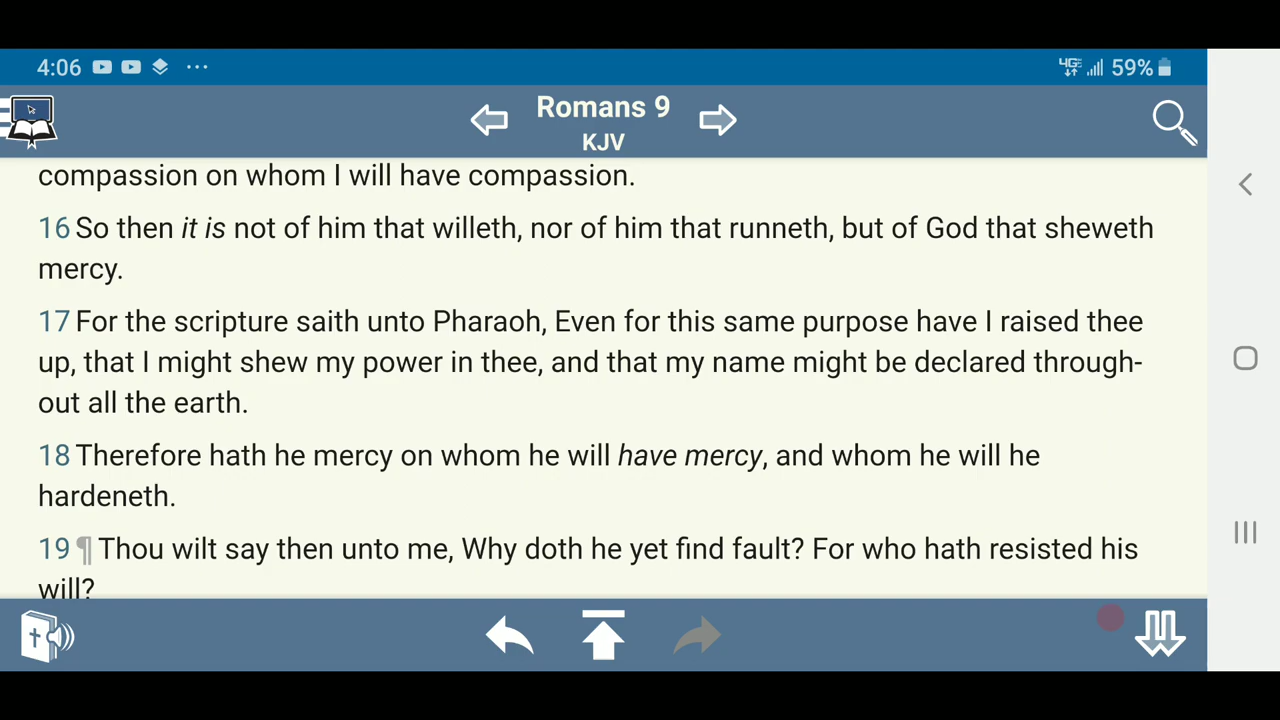 4:06 ... 4G 59%
Romans 9
KJV
compassion on whom I will have compassion.
16 So then it is not of him that willeth, nor of him that runneth, but of God that sheweth
mercy.
17 For the scripture saith unto Pharaoh, Even for this same purpose have I raised thee
up, that I might shew my power in thee, and that my name might be declared through-
out all the earth.
18 Therefore hath he mercy on whom he will have mercy, and whom he will he
hardeneth.
19 ¶ Thou wilt say then unto me, Why doth he yet find fault? For who hath resisted his
will?